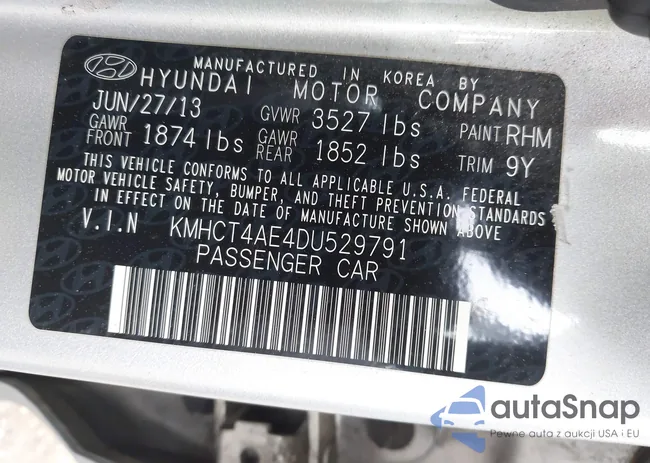 MANUFACTURED IN KOREA BY
HYUNDAI MOTOR COMPANY
JUN/27/13 GVWR 3527 lbs PAINT RHM
GAWR FRONT 1874 lbs GAWR REAR 1852 lbs TRIM 9Y
THIS VEHICLE CONFORMS TO ALL APPLICABLE U.S.A. FEDERAL
MOTOR VEHICLE SAFETY, BUMPER, AND THEFT PREVENTION STANDARDS
IN EFFECT ON THE DATE OF MANUFACTURE SHOWN ABOVE.
V.I.N KMHCT4AE4DU529791
PASSENGER CAR
autaSnap
Pewne auta z aukcji USA i EU